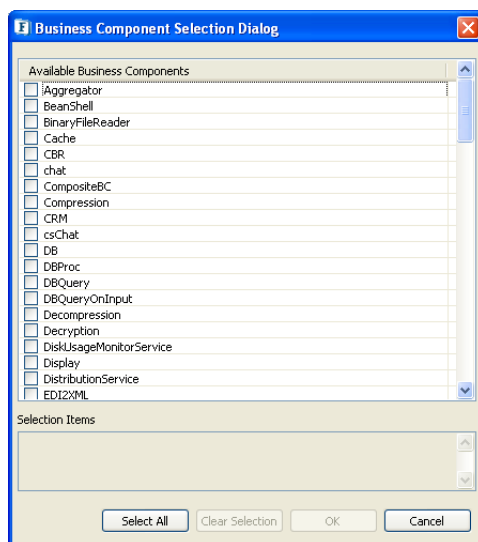 Business Component Selection Dialog
Available Business Components
Aggregator
BeanShell
BinaryFileReader
Cache
CBR
chat
CompositeBC
Compression
CRM
csChat
DB
DBProc
DBQuery
DBQueryOnInput
Decompression
Decryption
DiskUsageMonitorService
Display
DistributionService
EDI2XML
Selection Items
Select All Clear Selection OK Cancel